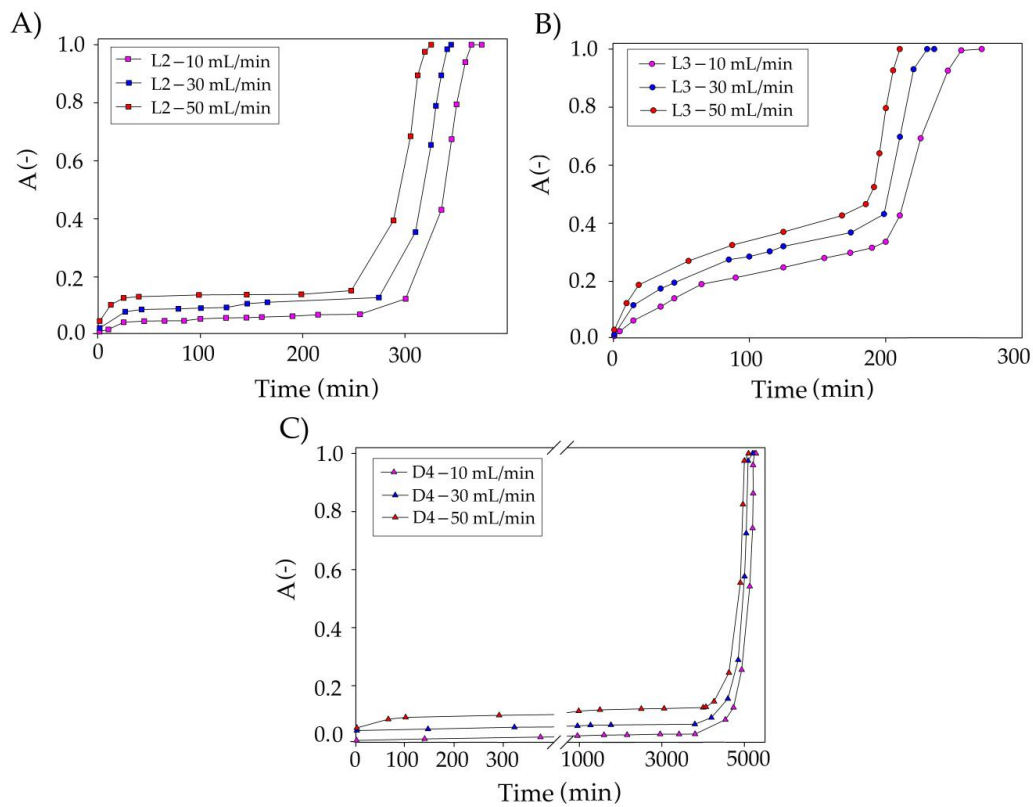 A)
L2−10 mL/min
L2−30 mL/min
L2−50 mL/min
A (-)
1.0
0.8
0.6
0.4
0.2
0.0
0
100
200
300
Time (min)
B)
L3−10 mL/min
L3−30 mL/min
L3−50 mL/min
A (-)
1.0
0.8
0.6
0.4
0.2
0.0
0
100
200
300
Time (min)
C)
D4−10 mL/min
D4−30 mL/min
D4−50 mL/min
A (-)
1.0
0.8
0.6
0.4
0.2
0.0
0
100
200
300
1000
3000
5000
Time (min)